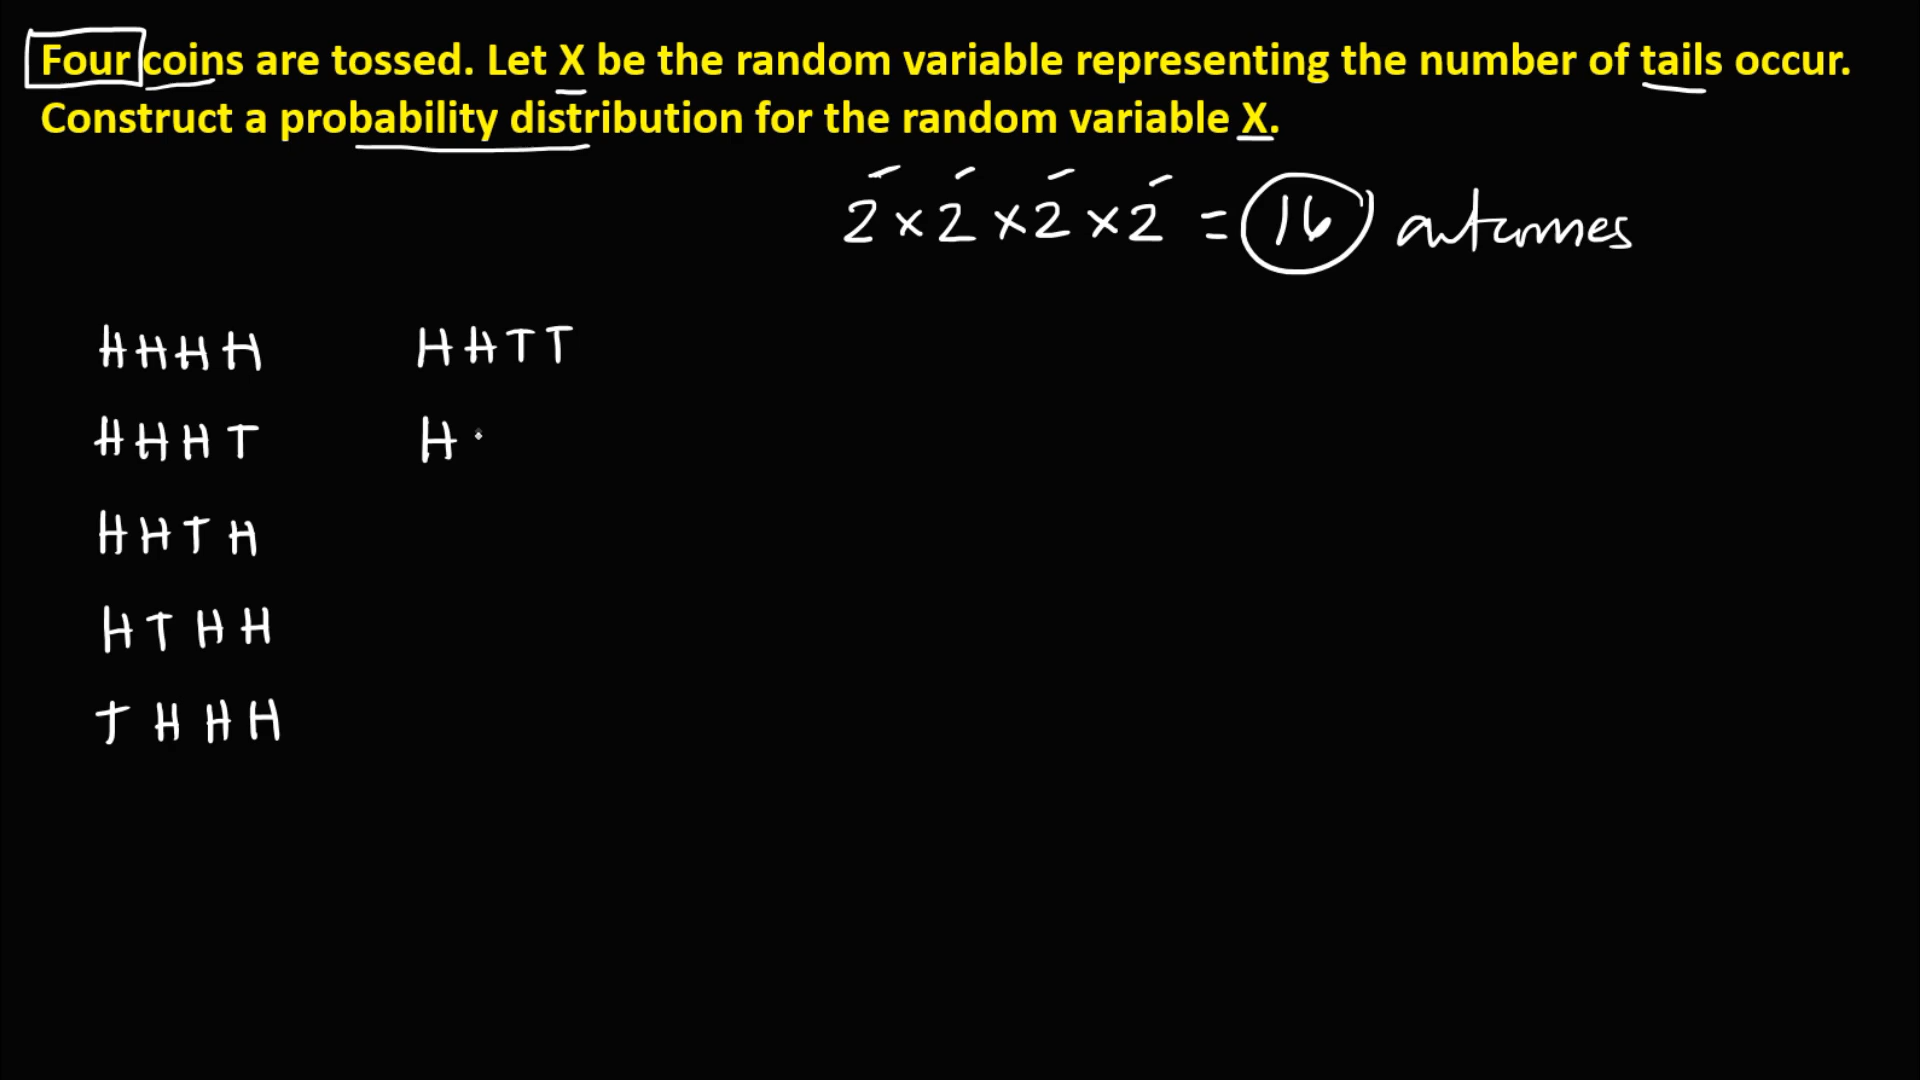 Four coins are tossed. Let X be the random variable representing the number of tails occur.
Construct a probability distribution for the random variable X.
2 × 2 × 2 × 2 = 16 outcomes
HHHH
HHHT
HHTH
HTHH
THHH
HHTT
H